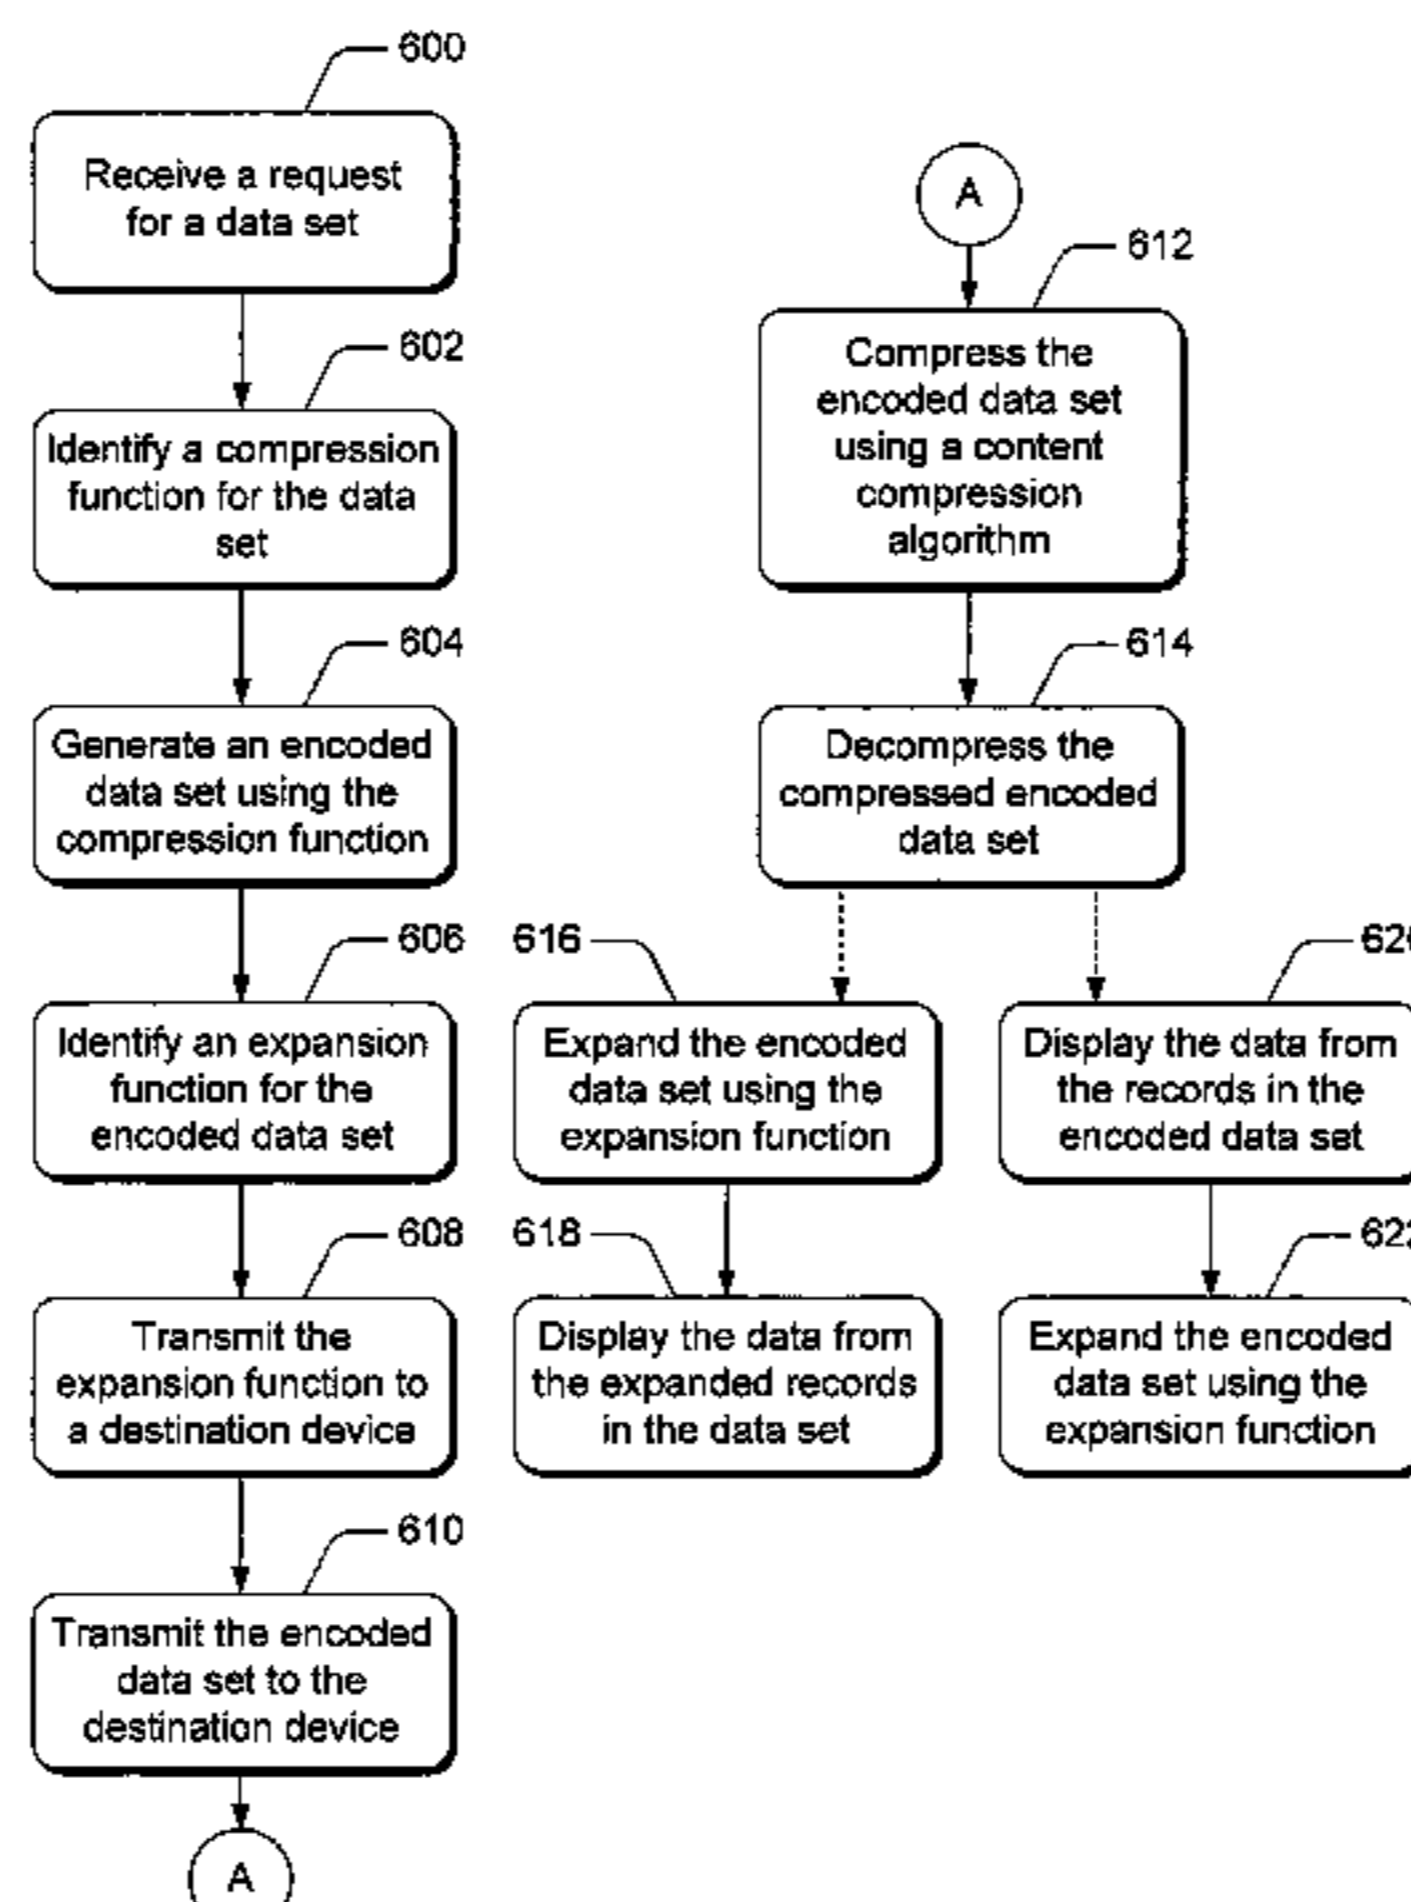 600
Receive a request
for a data set
602
Identify a compression
function for the data
set
604
Generate an encoded
data set using the
compression function
606
Identify an expansion
function for the
encoded data set
608
Transmit the
expansion function to
a destination device
610
Transmit the encoded
data set to the
destination device
A
A
612
Compress the
encoded data set
using a content
compression
algorithm
614
Decompress the
compressed encoded
data set
616
Expand the encoded
data set using the
expansion function
618
Display the data from
the expanded records
in the data set
Display the data from
the records in the
encoded data set
Expand the encoded
data set using the
expansion function